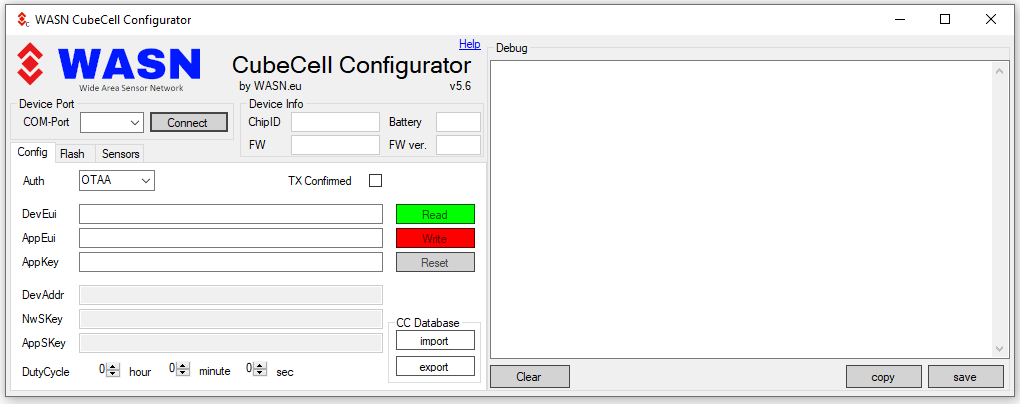 WASN CubeCell Configurator
Help
WASN
Wide Area Sensor Network
CubeCell Configurator
by WASN.eu v5.6
Device Port
COM-Port Connect
Device Info
ChipID Battery
FW FW ver.
Config Flash Sensors
Auth OTAA TX Confirmed
DevEui Read
AppEui Write
AppKey Reset
DevAddr
NwSKey
AppSKey
CC Database
import
export
DutyCycle 0 hour 0 minute 0 sec
Debug
Clear copy save